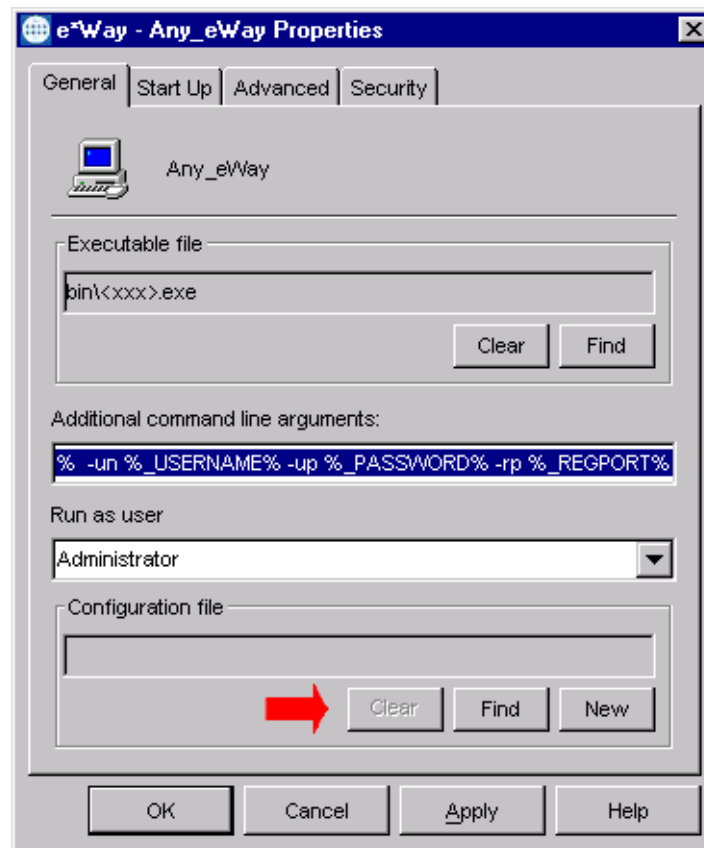 e*Way - Any_eWay Properties
General Start Up Advanced Security
Any_eWay
Executable file
bin\<xxx>.exe
Clear Find
Additional command line arguments:
% -un %_USERNAME% -up %_PASSWORD% -rp %_REGPORT%
Run as user
Administrator
Configuration file
Clear Find New
OK Cancel Apply Help